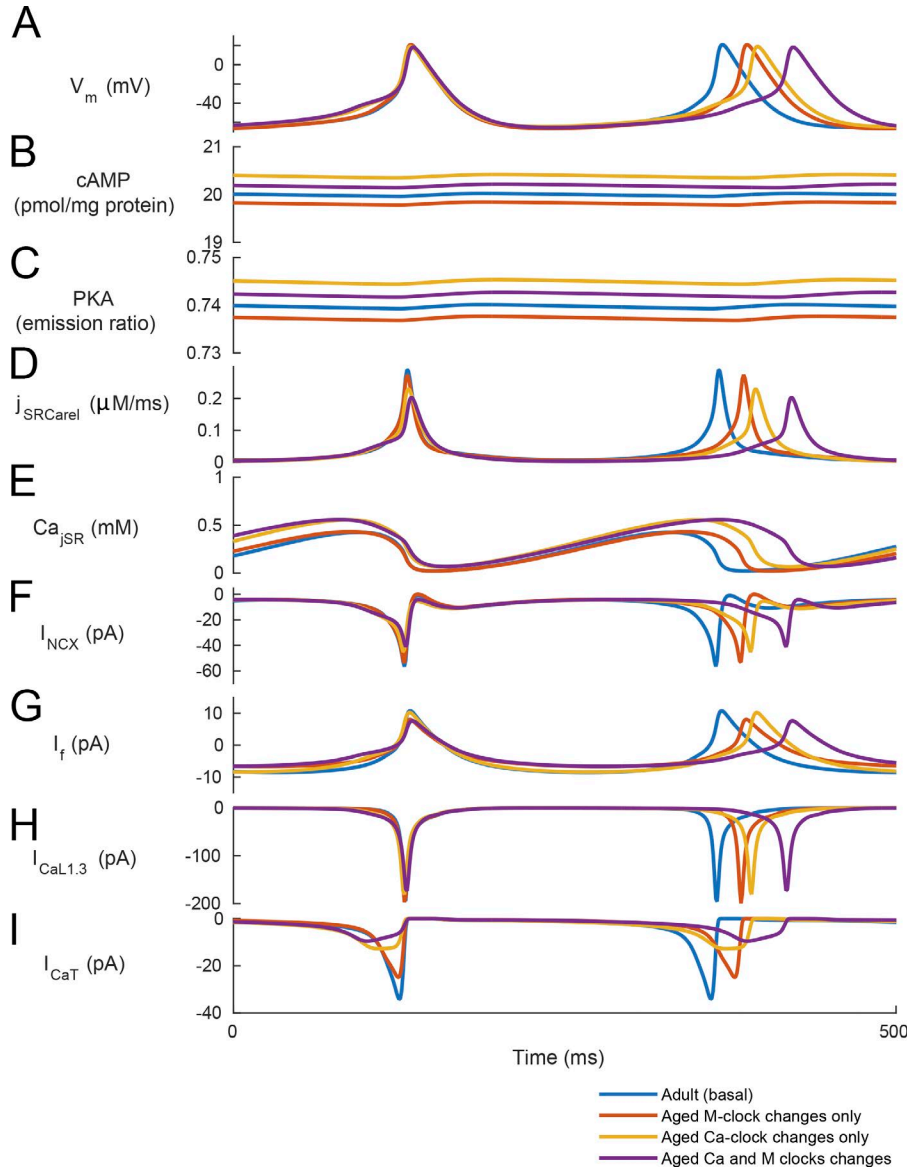 A
V_m (mV)
0
-40
B
cAMP
(pmol/mg protein)
21
20
19
C
PKA
(emission ratio)
0.75
0.74
0.73
D
j_SRCarel (μM/ms)
0.2
0.1
0
E
Ca_jSR (mM)
1
0.5
0
F
I_NCX (pA)
0
-20
-40
-60
G
I_f (pA)
10
0
-10
H
I_CaL1.3 (pA)
0
-100
-200
I
I_CaT (pA)
0
-20
-40
0
500
Time (ms)
Adult (basal)
Aged M-clock changes only
Aged Ca-clock changes only
Aged Ca and M clocks changes